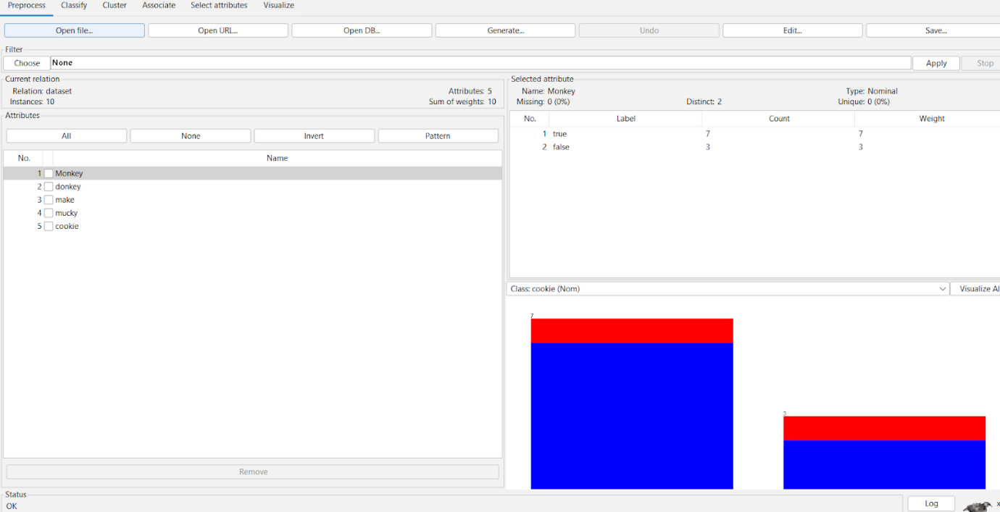 Preprocess Classify Cluster Associate Select attributes Visualize
Open file... Open URL... Open DB... Generate... Undo Edit... Save...
Filter
Choose None Apply Stop
Current relation
Relation: dataset Attributes: 5
Instances: 10 Sum of weights: 10
Attributes
All None Invert Pattern
No. Name
1 Monkey
2 donkey
3 make
4 mucky
5 cookie
Remove
Selected attribute
Name: Monkey Type: Nominal
Missing: 0 (0%) Distinct: 2 Unique: 0 (0%)
No. Label Count Weight
1 true 7 7
2 false 3 3
Class: cookie (Nom) Visualize Al
7
3
Status
OK
Log x